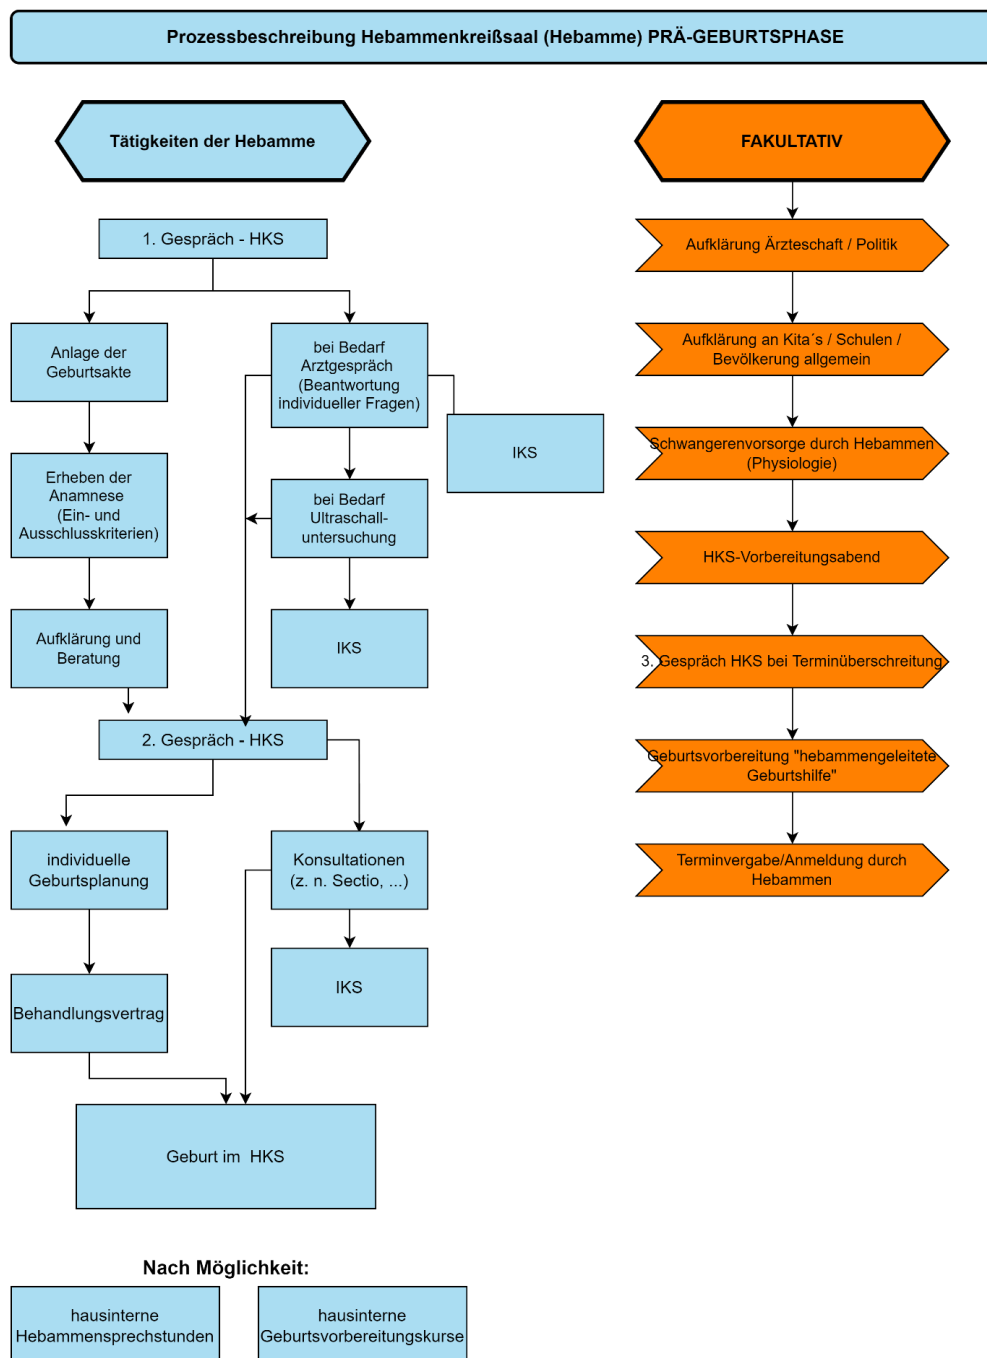 Prozessbeschreibung Hebammenkreißsaal (Hebamme) PRÄ-GEBURTSPHASE
Tätigkeiten der Hebamme
1. Gespräch - HKS
Anlage der
Geburtsakte
bei Bedarf
Arztgespräch
(Beantwortung
individueller Fragen)
IKS
Erheben der
Anamnese
(Ein- und
Ausschlusskriterien)
bei Bedarf
Ultraschall-
untersuchung
Aufklärung und
Beratung
IKS
2. Gespräch - HKS
individuelle
Geburtsplanung
Konsultationen
(z. n. Sectio, ...)
Behandlungsvertrag
IKS
Geburt im HKS
Nach Möglichkeit:
hausinterne
Hebammensprechstunden
hausinterne
Geburtsvorbereitungskurse
FAKULTATIV
Aufklärung Ärzteschaft / Politik
Aufklärung an Kita´s / Schulen /
Bevölkerung allgemein
Schwangerenvorsorge durch Hebammen
(Physiologie)
HKS-Vorbereitungsabend
3. Gespräch HKS bei Terminüberschreitung
Geburtsvorbereitung "hebammengeleitete
Geburtshilfe"
Terminvergabe/Anmeldung durch
Hebammen